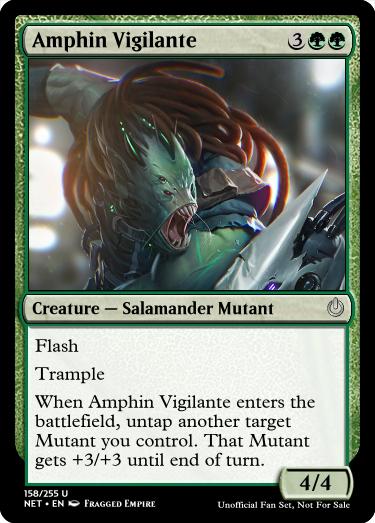 Amphin Vigilante 3
Creature — Salamander Mutant
Flash
Trample
When Amphin Vigilante enters the
battlefield, untap another target
Mutant you control. That Mutant
gets +3/+3 until end of turn.
4/4
158/255 U
NET • EN Fragged Empire
Unofficial Fan Set, Not For Sale